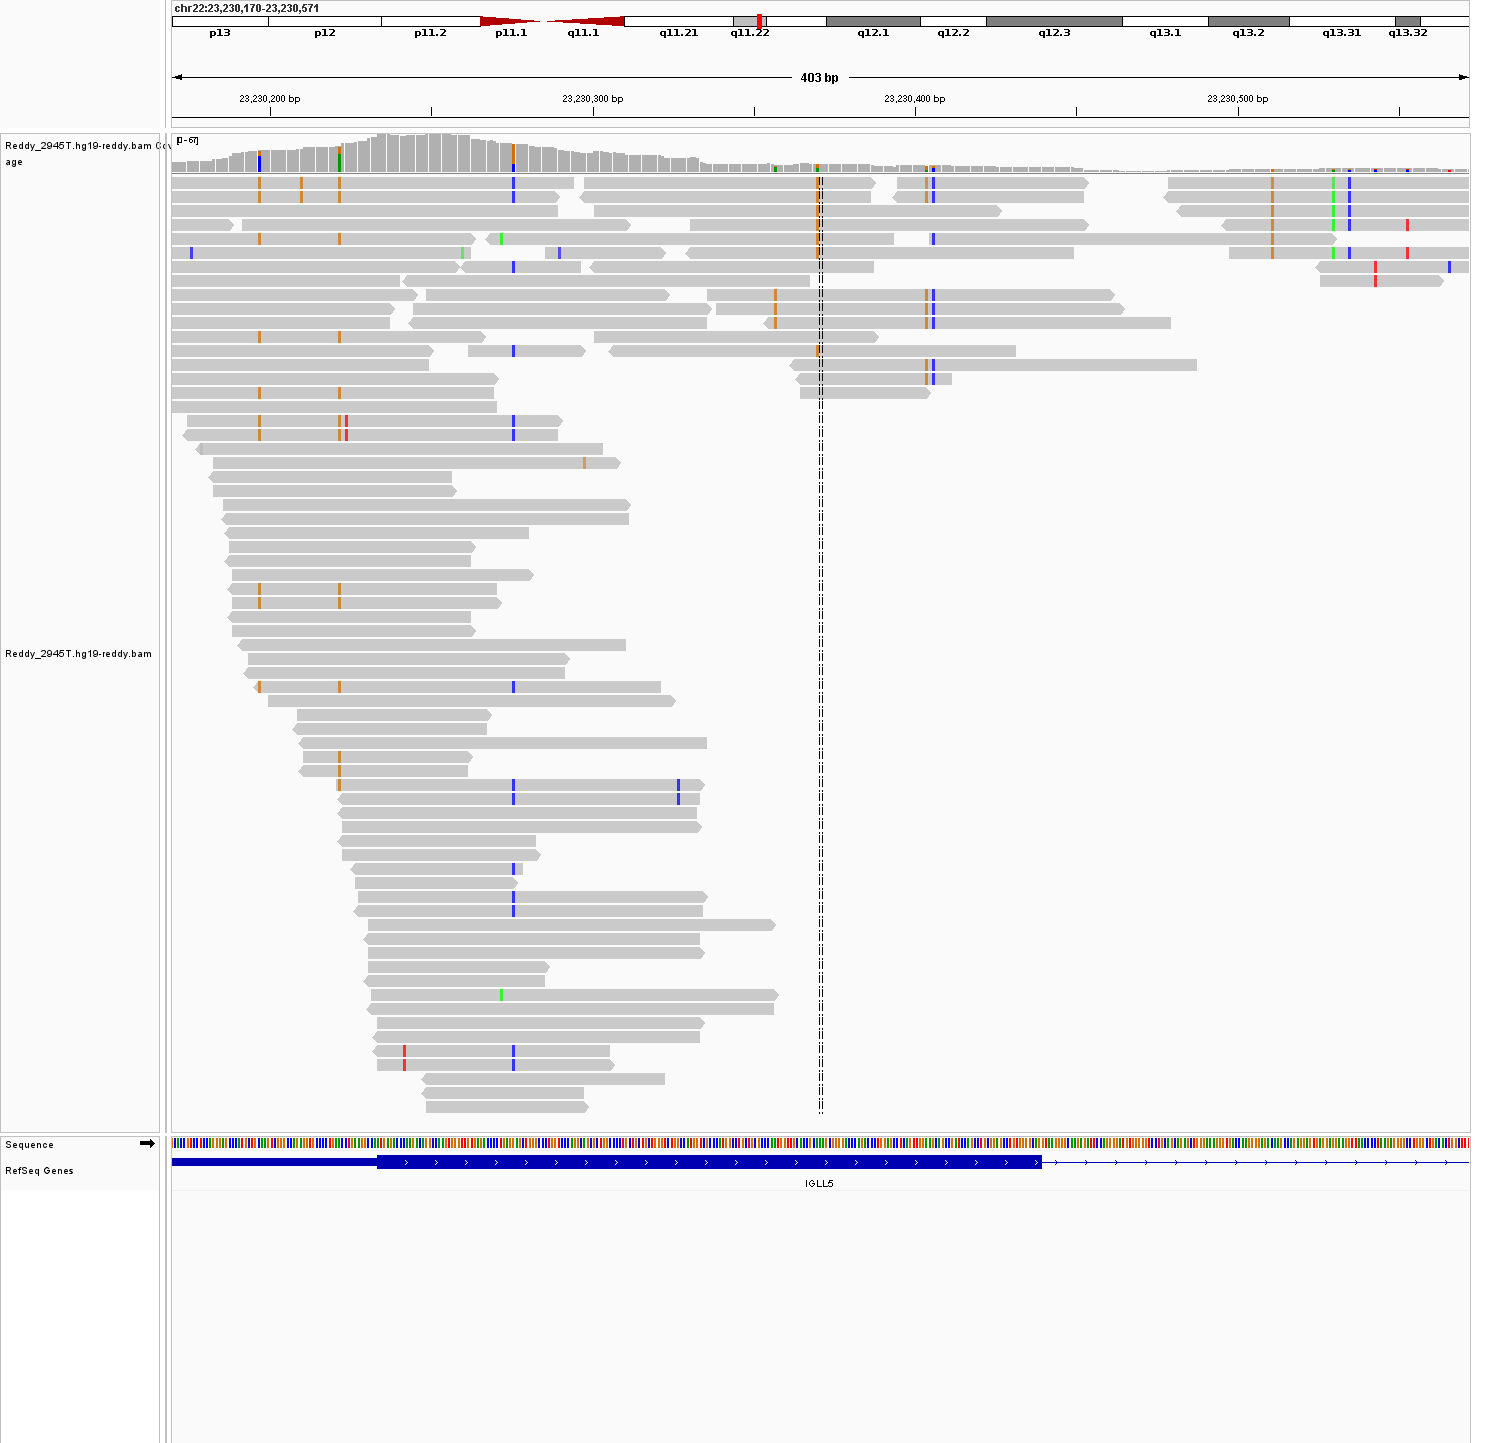 chr22:23,230,170-23,230,571
p13 p12 p11.2 p11.1 q11.1 q11.21 q11.22 q12.1 q12.2 q12.3 q13.1 q13.2 q13.31 q13.32
403 bp
23,230,200 bp 23,230,300 bp 23,230,400 bp 23,230,500 bp
Reddy_2945T.hg19-reddy.bam Cov
age
[0-67]
Reddy_2945T.hg19-reddy.bam
Sequence
RefSeq Genes
IGLL5